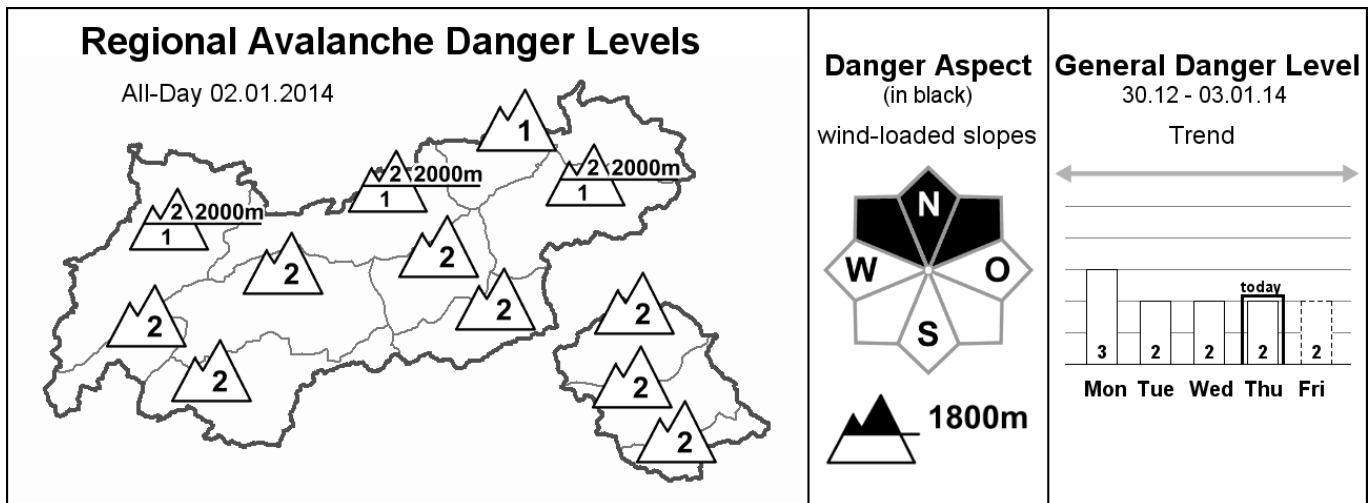 Regional Avalanche Danger Levels
All-Day 02.01.2014
1
2 2000m
1
2 2000m
1
2 2000m
1
2
2
2
2
2
2
2
2
Danger Aspect
(in black)
wind-loaded slopes
N
W
O
S
1800m
General Danger Level
30.12 - 03.01.14
Trend
today
3 2 2 2 2
Mon Tue Wed Thu Fri